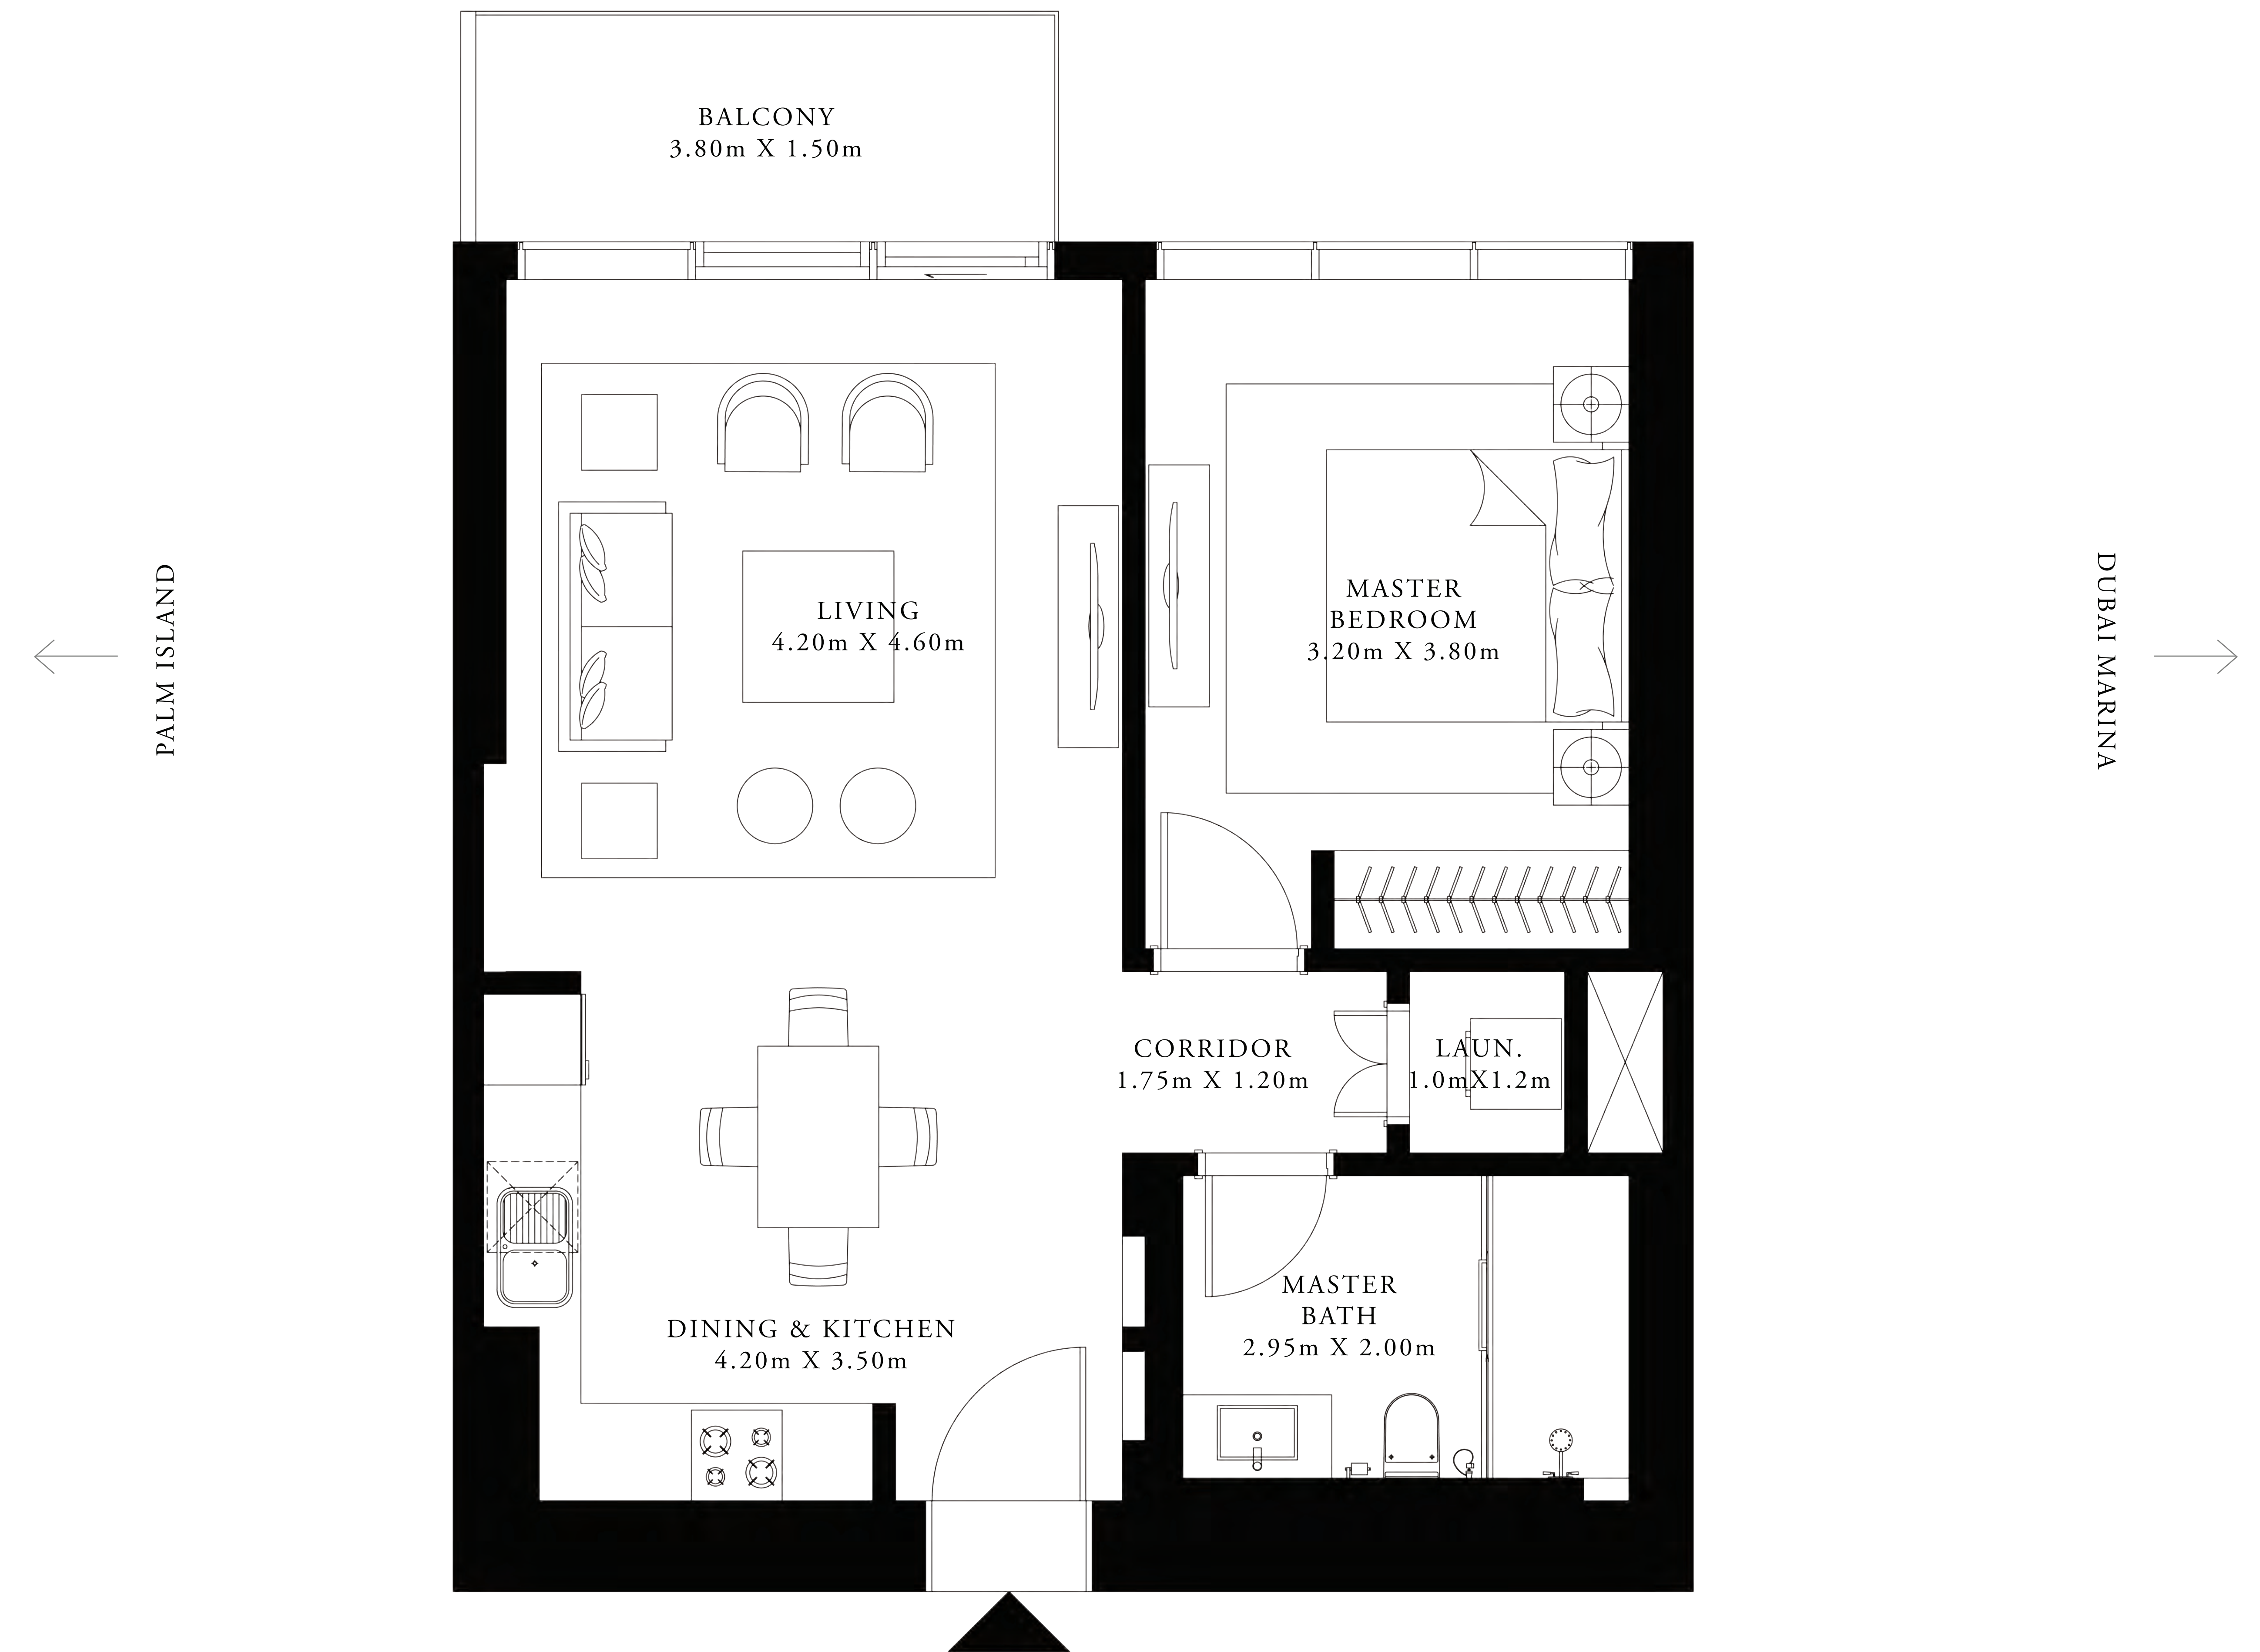 BALCONY
3.80m X 1.50m
PALM ISLAND
LIVING
4.20m X 4.60m
MASTER
BEDROOM
3.20m X 3.80m
DUBAI MARINA
CORRIDOR
1.75m X 1.20m
LAUN.
1.0mX1.2m
DINING & KITCHEN
4.20m X 3.50m
MASTER
BATH
2.95m X 2.00m